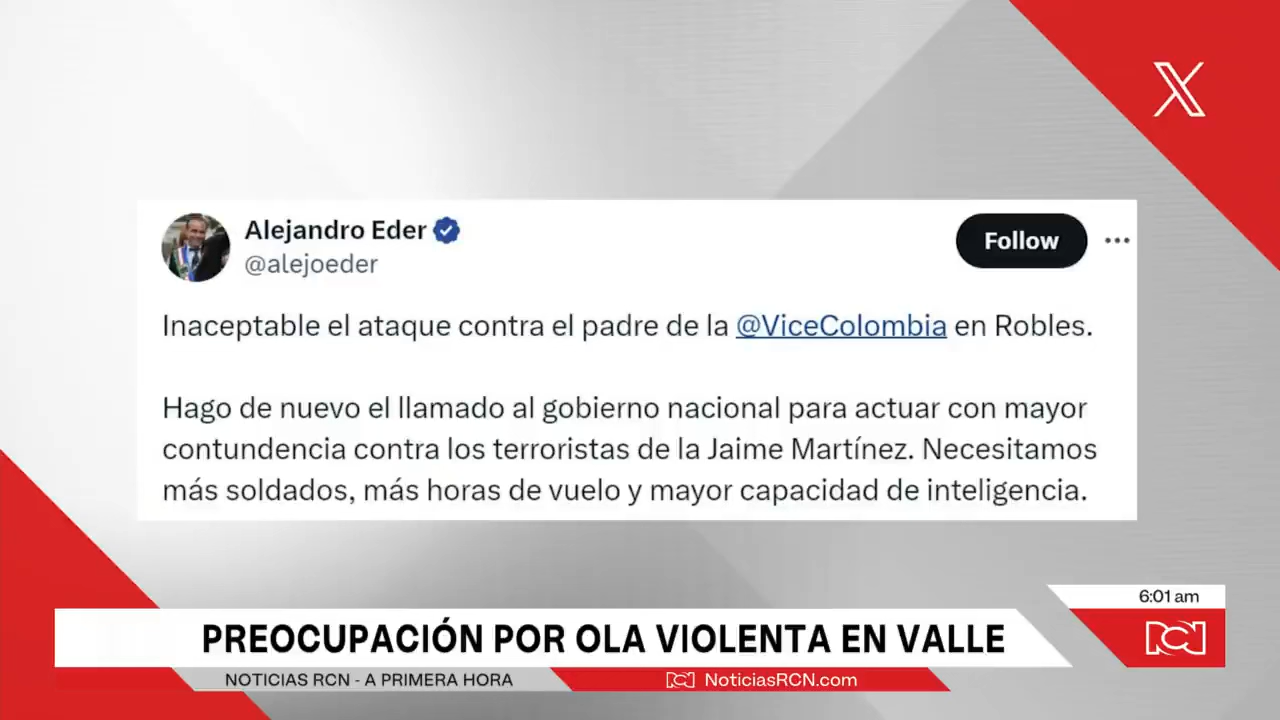 Alejandro Eder
@alejoeder
Follow
Inaceptable el ataque contra el padre de la @ViceColombia en Robles.
Hago de nuevo el llamado al gobierno nacional para actuar con mayor
contundencia contra los terroristas de la Jaime Martínez. Necesitamos
más soldados, más horas de vuelo y mayor capacidad de inteligencia.
6:01 am
PREOCUPACIÓN POR OLA VIOLENTA EN VALLE
RCN
NOTICIAS RCN - A PRIMERA HORA
RCN NoticiasRCN.com